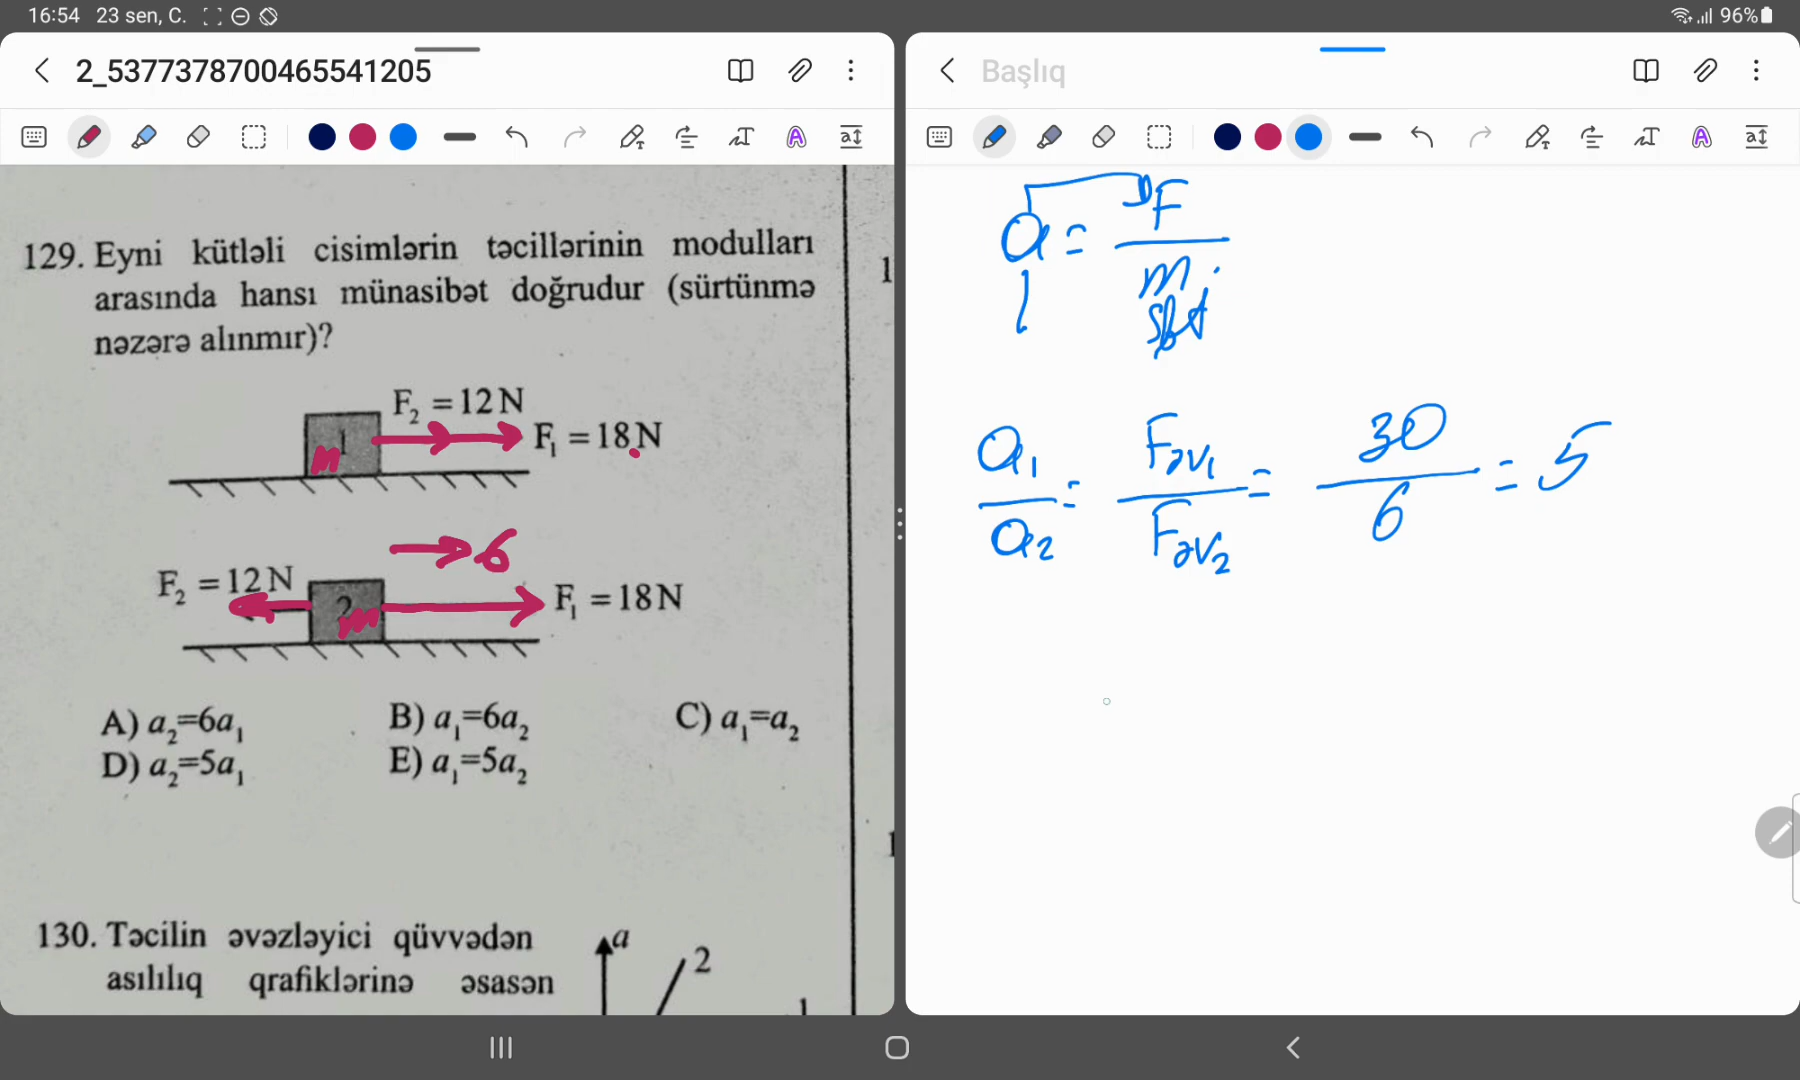 16:54 23 sen, C.
96%
2_5377378700465541205
129. Eyni kütləli cisimlərin təcillərinin modulları
arasında hansı münasibət doğrudur (sürtünmə
nəzərə alınmır)?
F₂ = 12 N
1
m
F₁ = 18 N
6
F₂ = 12 N
2
m
F₁ = 18 N
A) a₂=6a₁ B) a₁=6a₂ C) a₁=a₂
D) a₂=5a₁ E) a₁=5a₂
130. Təcilin əvəzləyici qüvvədən
asılılıq qrafiklərinə əsasən
a
2
1
1
Başlıq
a = F
m
a₁ Fəv₁ 30
= = = 5
a₂ Fəv₂ 6